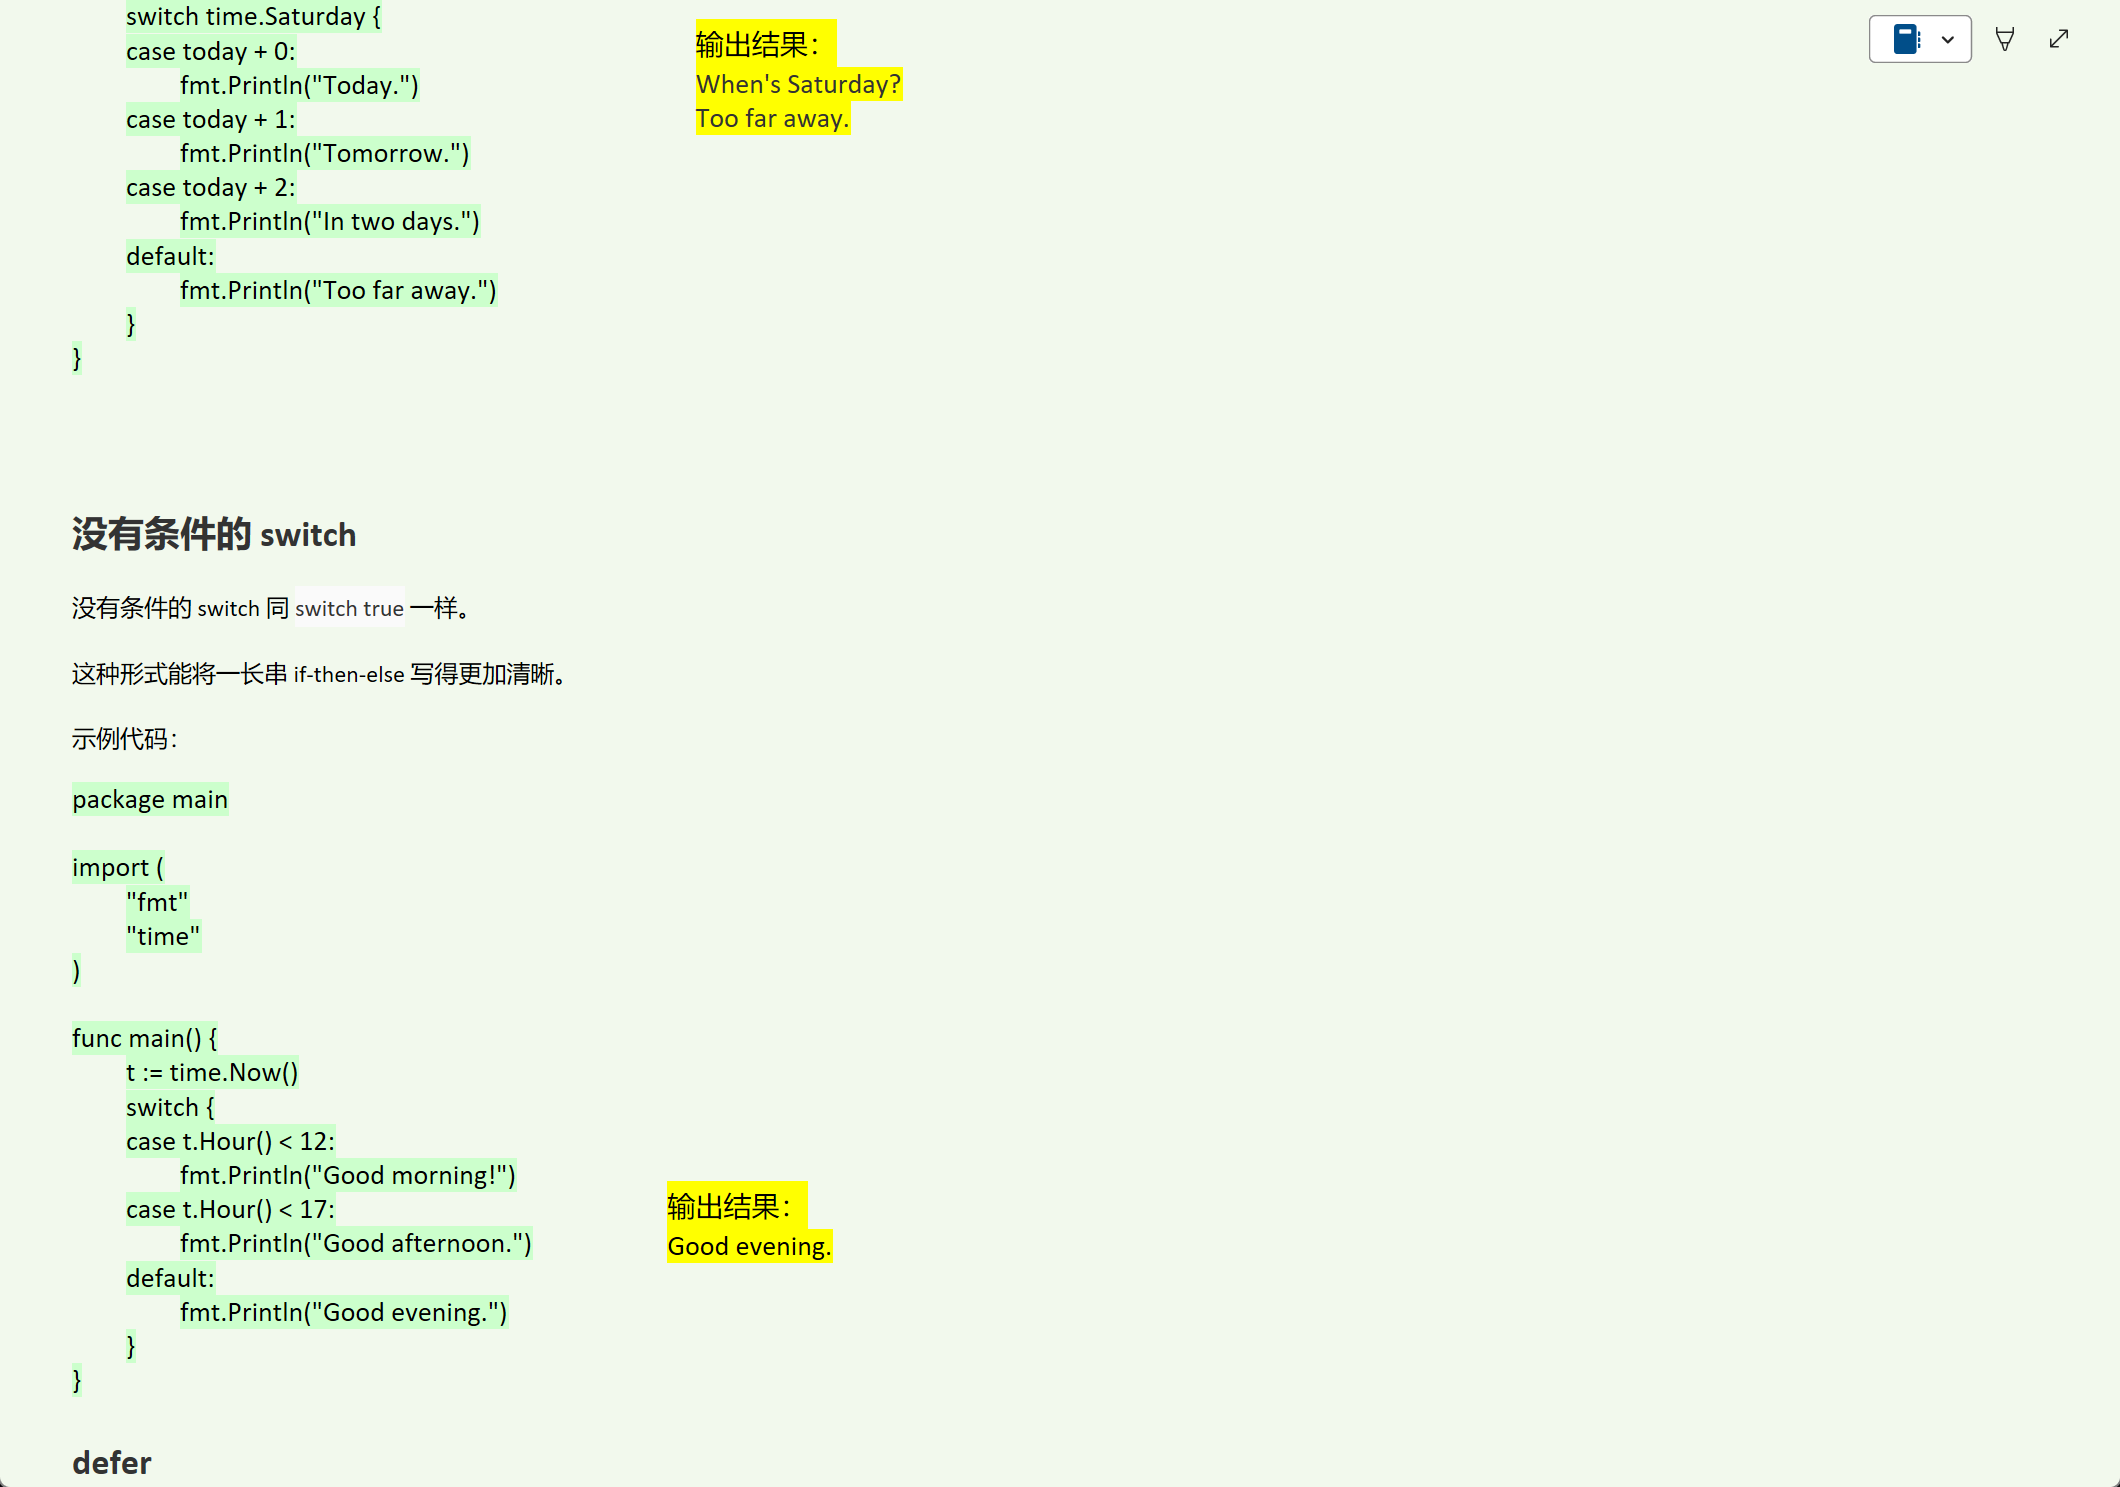 switch time.Saturday {
case today + 0:
fmt.Println("Today.")
case today + 1:
fmt.Println("Tomorrow.")
case today + 2:
fmt.Println("In two days.")
default:
fmt.Println("Too far away.")
}
}
输出结果：
When's Saturday?
Too far away.
没有条件的 switch
没有条件的 switch 同 switch true 一样。
这种形式能将一长串 if-then-else 写得更加清晰。
示例代码：
package main
import (
"fmt"
"time"
)
func main() {
t := time.Now()
switch {
case t.Hour() < 12:
fmt.Println("Good morning!")
case t.Hour() < 17:
fmt.Println("Good afternoon.")
default:
fmt.Println("Good evening.")
}
}
输出结果：
Good evening.
defer